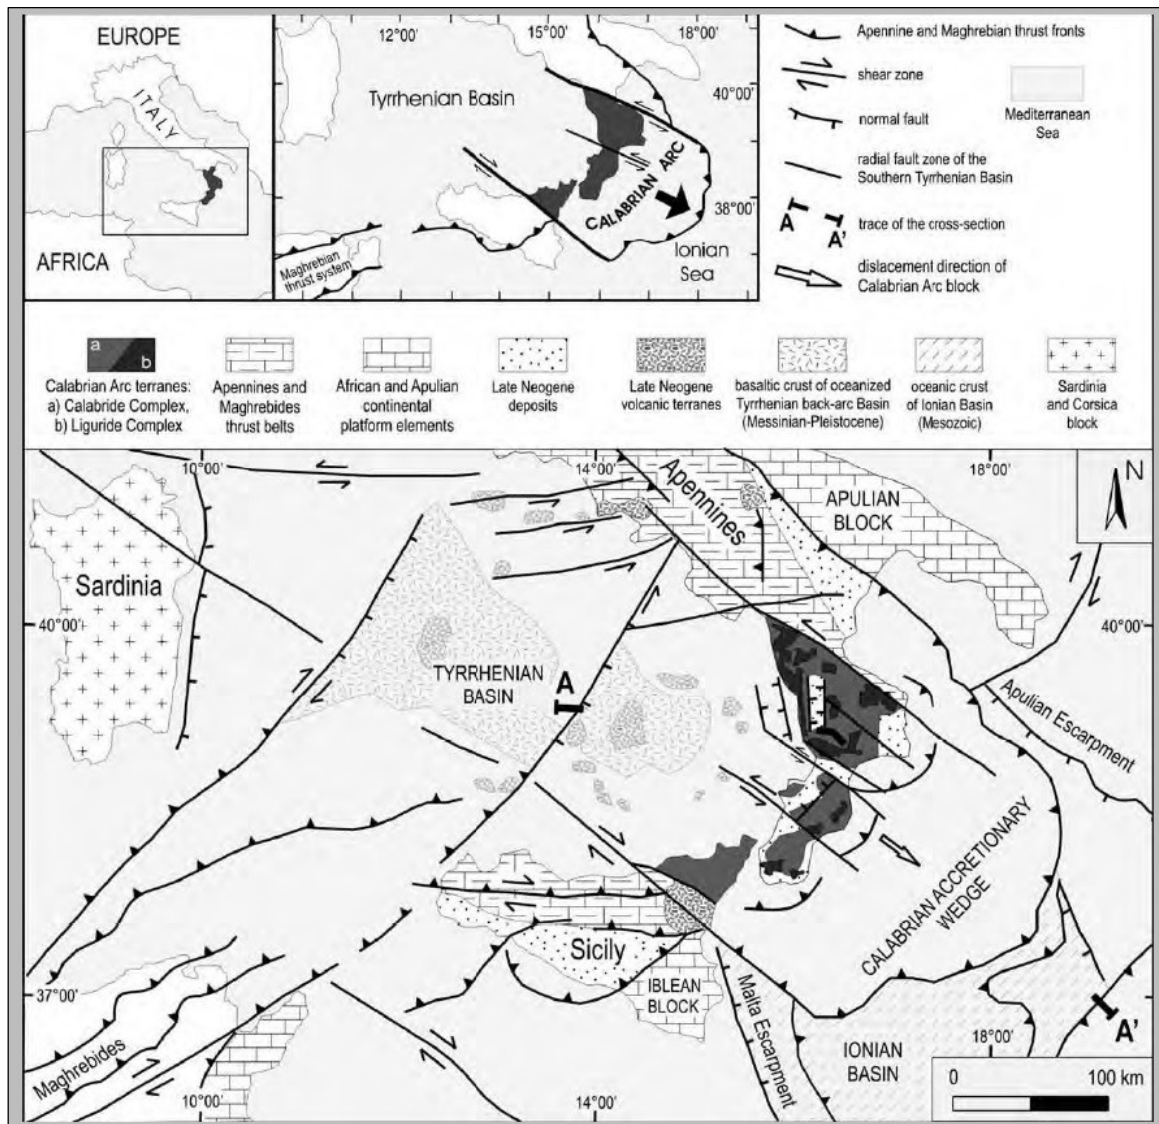 EUROPE
ITALY
AFRICA
12°00'
15°00'
18°00'
40°00'
38°00'
Tyrrhenian Basin
CALABRIAN ARC
Ionian
Sea
Maghrebian
thrust system
Apennine and Maghrebian thrust fronts
shear zone
normal fault
radial fault zone of the
Southern Tyrrhenian Basin
A A'
trace of the cross-section
dislacement direction of
Calabrian Arc block
Mediterranean
Sea
a
b
Calabrian Arc terranes:
a) Calabride Complex,
b) Liguride Complex
Apennines and
Maghrebides
thrust belts
African and Apulian
continental
platform elements
Late Neogene
deposits
Late Neogene
volcanic terranes
basaltic crust of oceanized
Tyrrhenian back-arc Basin
(Messinian-Pleistocene)
oceanic crust
of Ionian Basin
(Mesozoic)
Sardinia
and Corsica
block
10°00'
14°00'
18°00'
N
Apennines
APULIAN
BLOCK
Sardinia
40°00'
40°00'
TYRRHENIAN
BASIN
A
Apulian Escarpment
CALABRIAN ACCRETIONARY
WEDGE
Sicily
IBLEAN
BLOCK
37°00'
Malta Escarpment
Maghrebides
IONIAN
BASIN
18°00'
A'
0
100 km
10°00'
14°00'